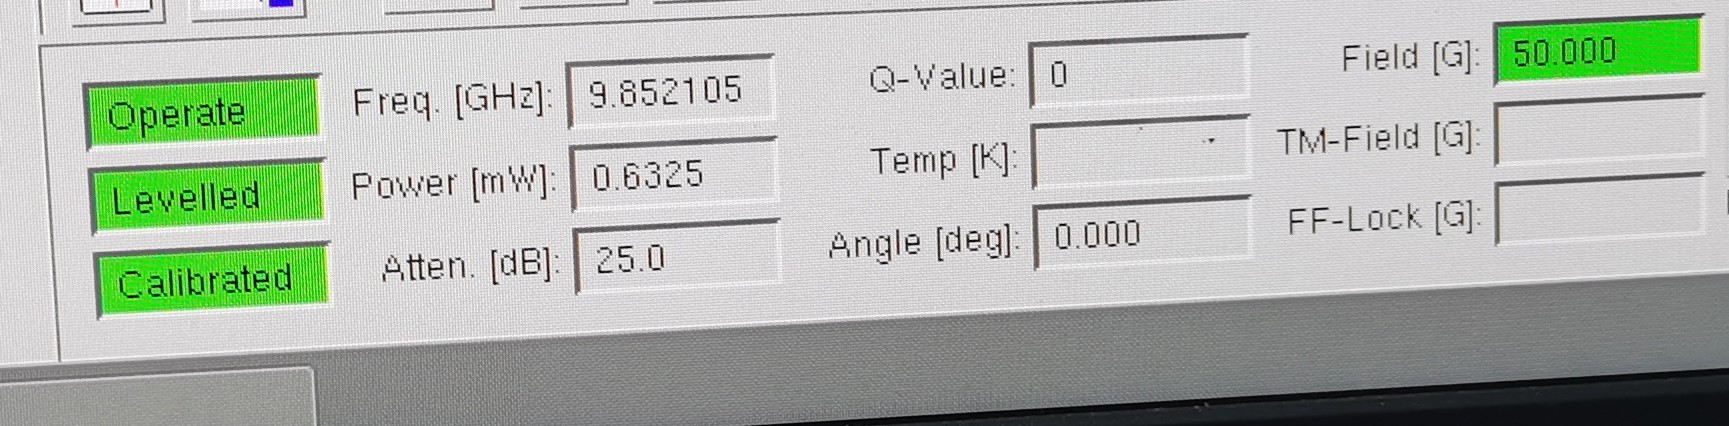 Operate Freq. [GHz]: 9.852105 Q-Value: 0 Field [G]: 50.000
Levelled Power [mW]: 0.6325 Temp [K]: TM-Field [G]:
Calibrated Atten. [dB]: 25.0 Angle [deg]: 0.000 FF-Lock [G]: